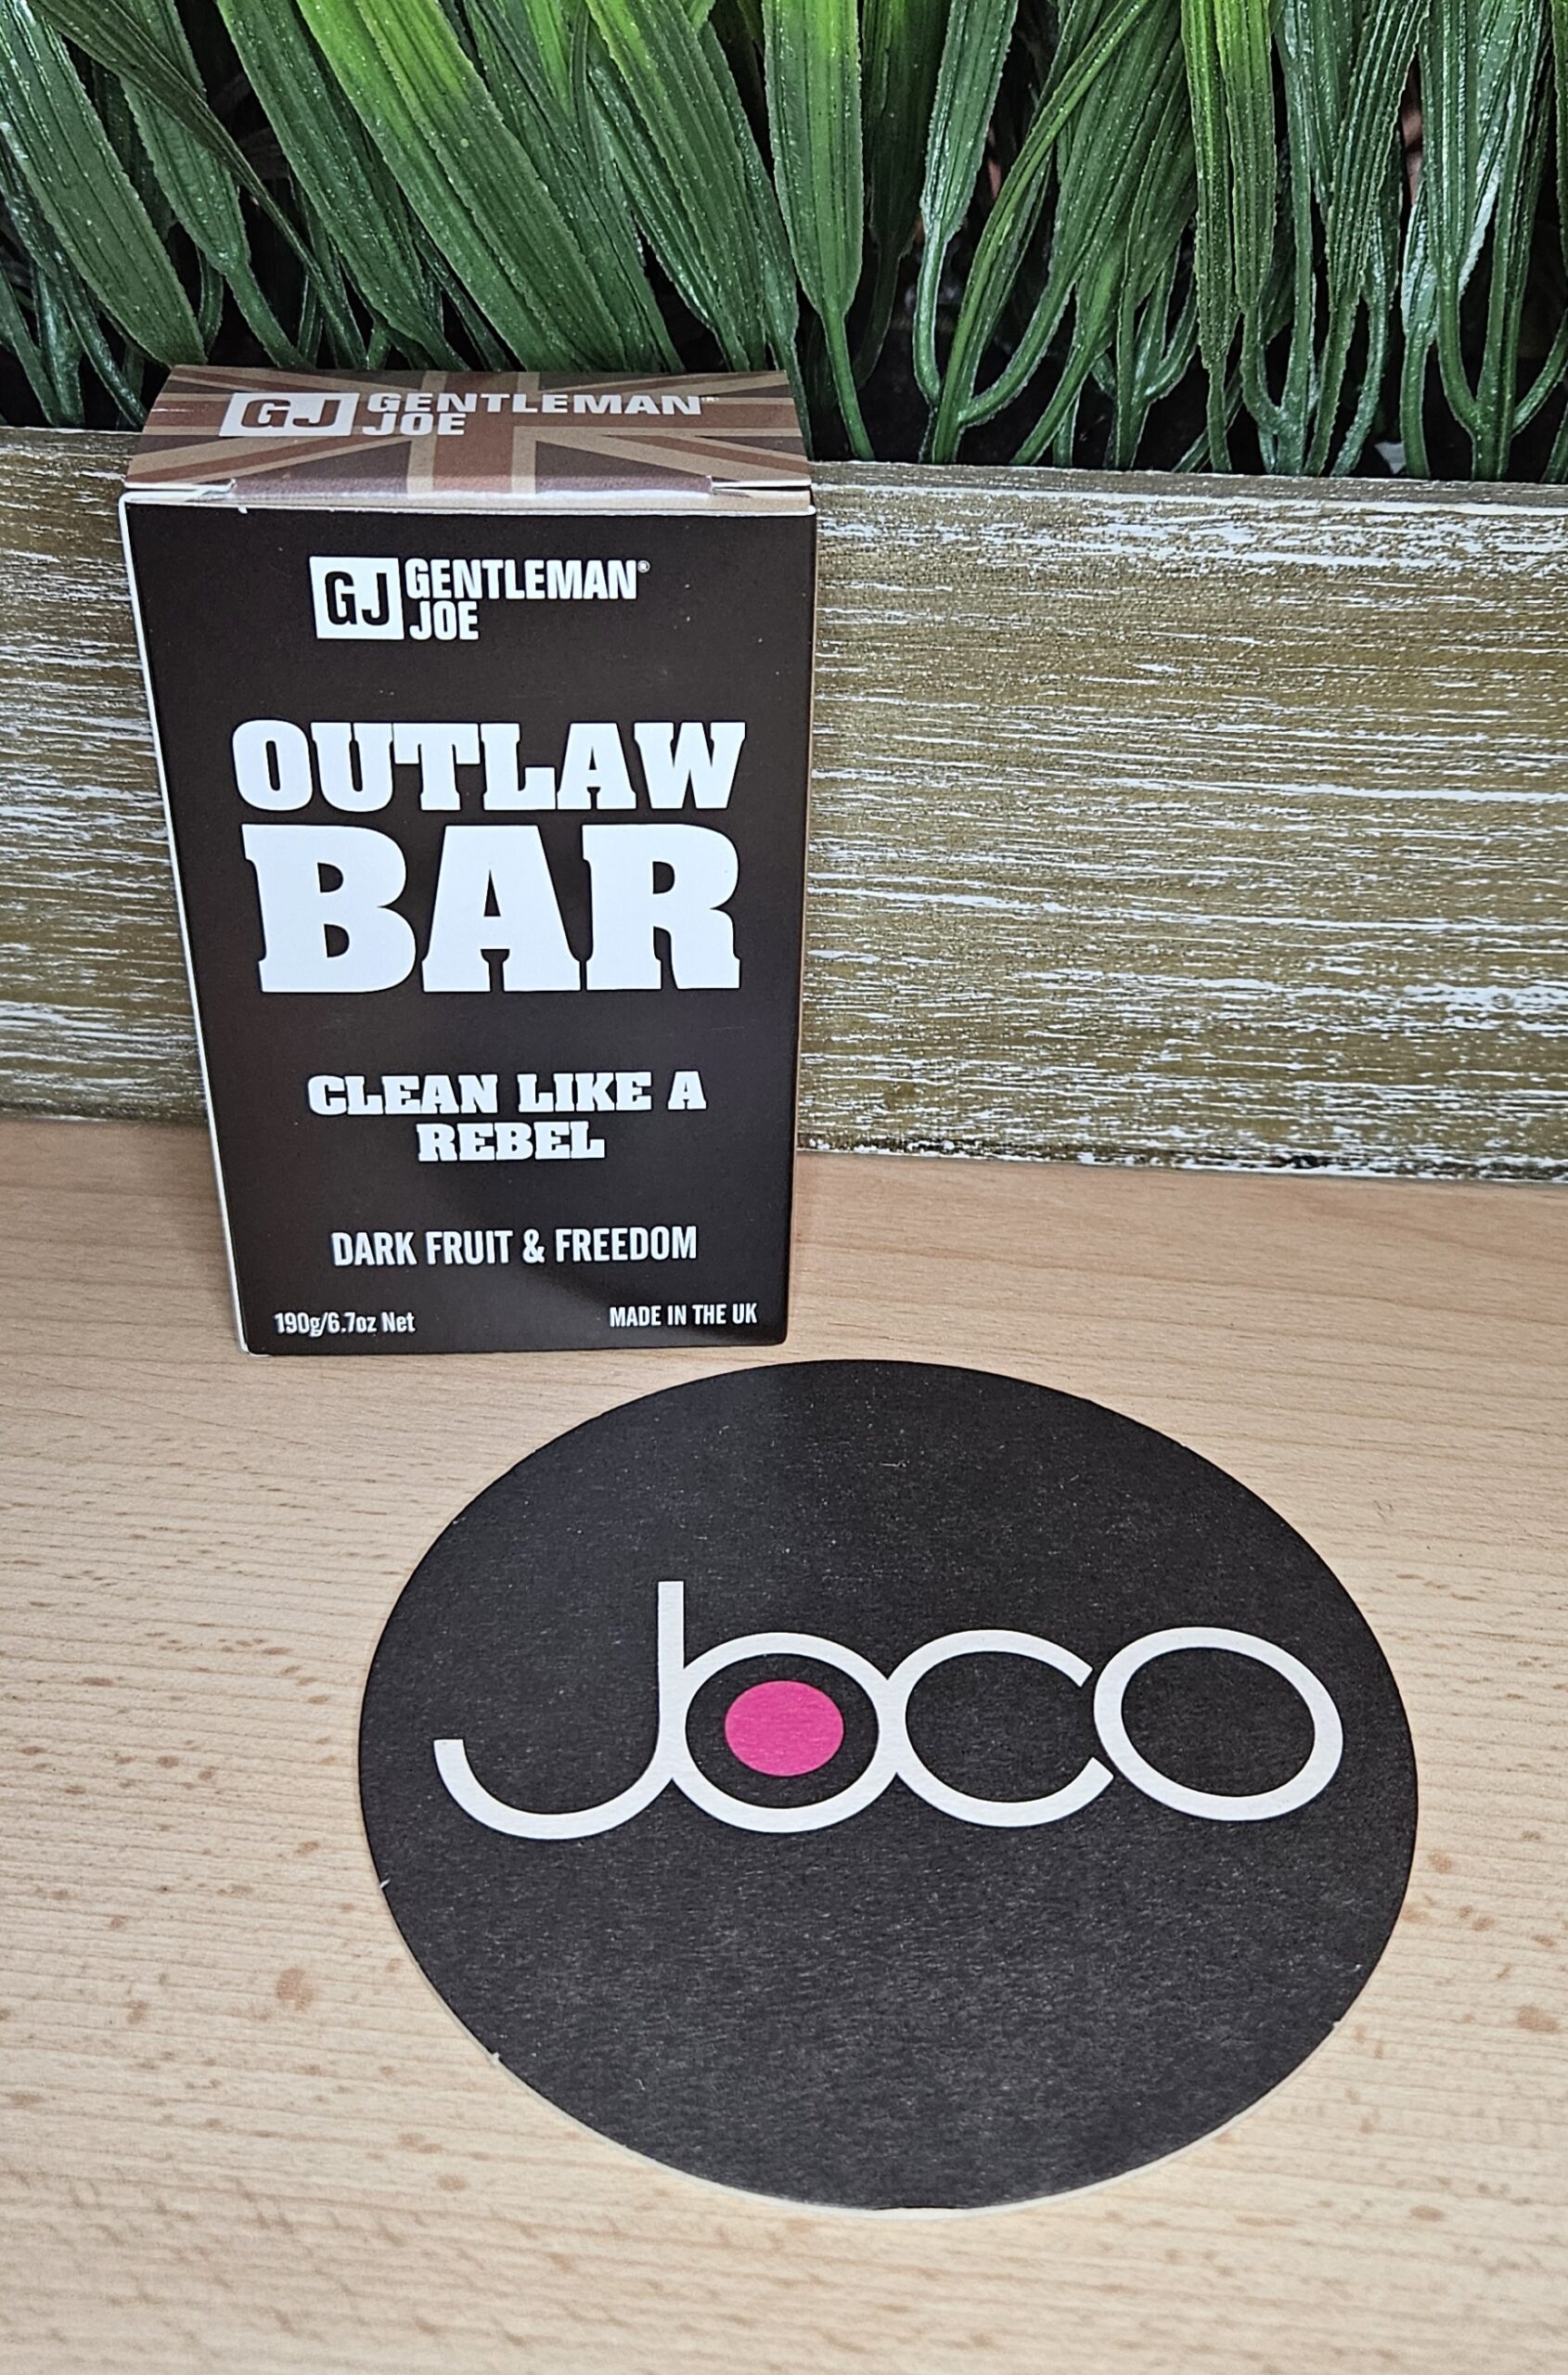 GJ GENTLEMAN®
JOE
GJ GENTLEMAN®
JOE
OUTLAW
BAR
CLEAN LIKE A
REBEL
DARK FRUIT & FREEDOM
190g/6.7oz Net MADE IN THE UK
Joco